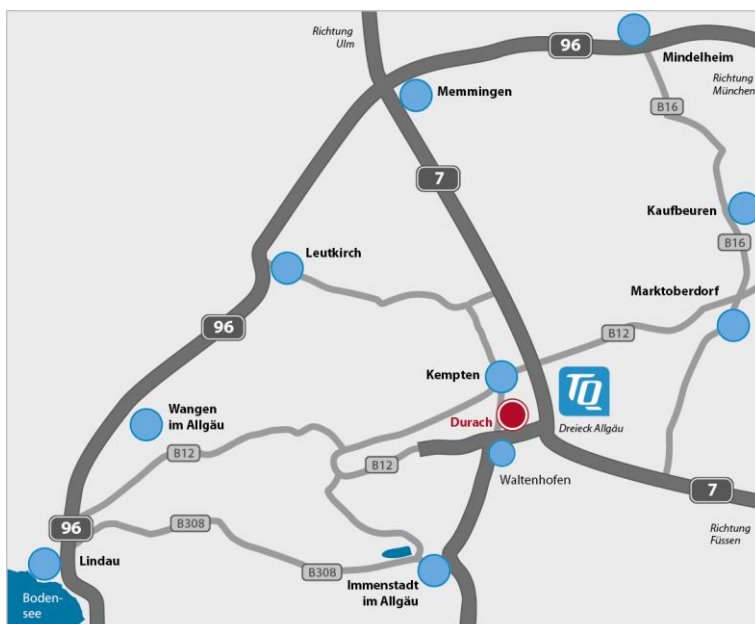 Richtung
Ulm
96
Mindelheim
Richtung
München
Memmingen
B16
7
Kaufbeuren
B16
Leutkirch
Marktoberdorf
96
B12
Kempten
TQ
Wangen
im Allgäu
Durach
Dreieck Allgäu
B12
B12
Waltenhofen
7
96
B308
Richtung
Füssen
Lindau
B308
Immenstadt
im Allgäu
Boden-
see